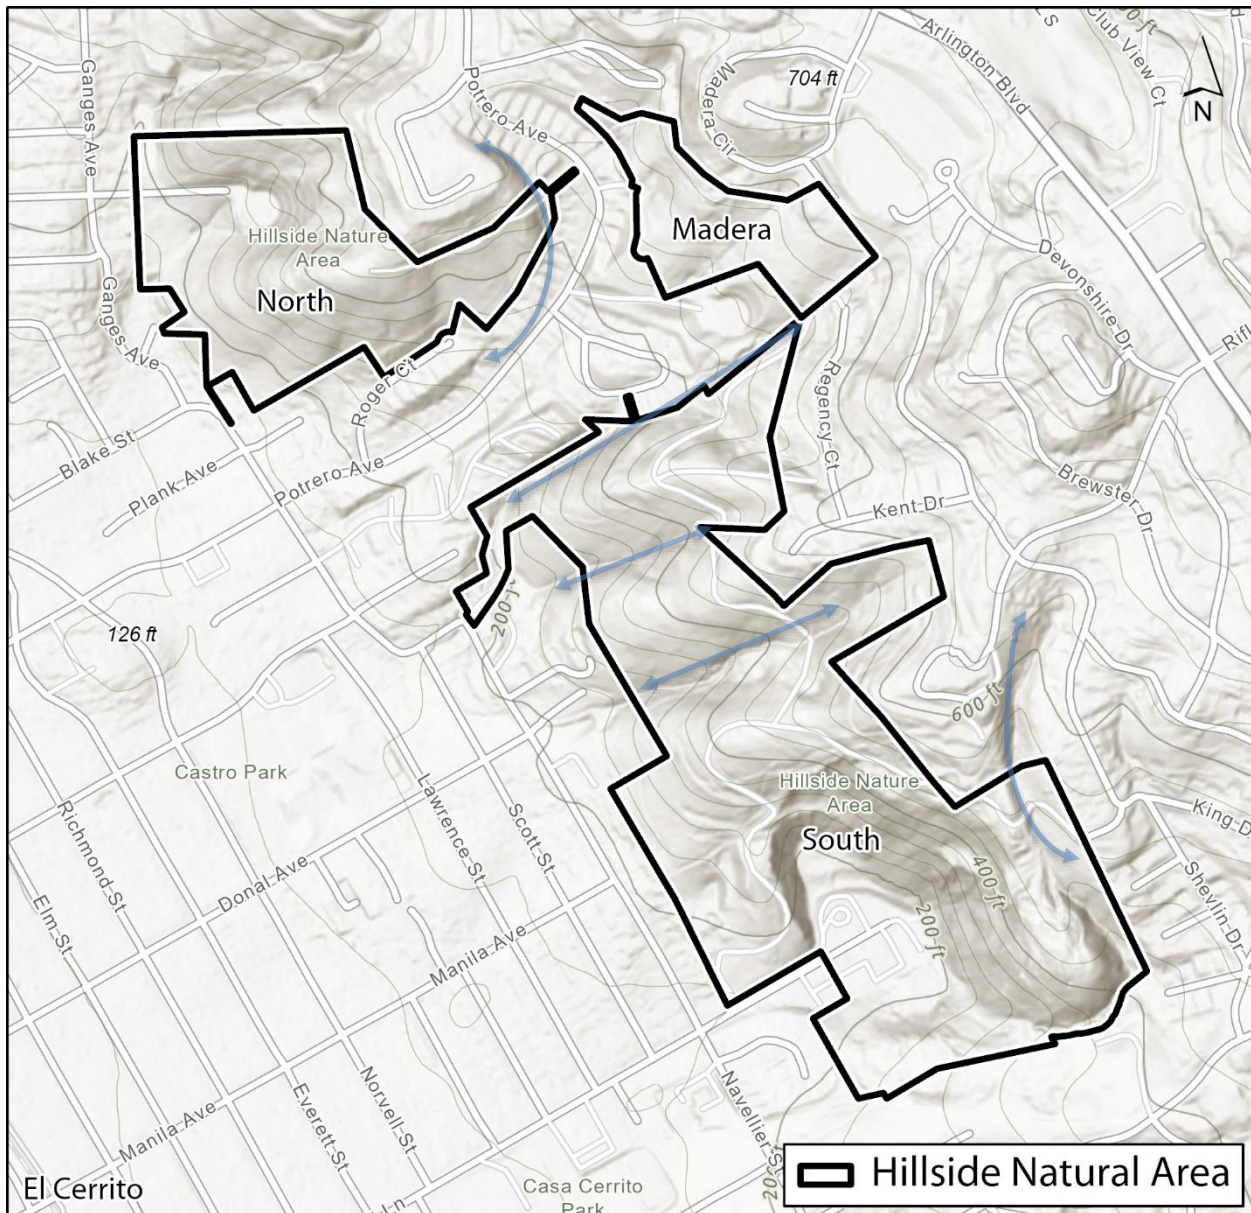 Ganges Ave
Potrero Ave
Madera Cir
704 ft
Arlington Blvd
Club View Ct
N
Hillside Nature
Area
North
Madera
Devonshire Dr
Ganges Ave
Roger Ct
Regency Ct
Blake St
Plank Ave
Potrero Ave
Kent Dr
Brewster Dr
200 ft
126 ft
600 ft
Castro Park
Lawrence St
Scott St
Hillside Nature
Area
South
King D
Richmond St
Donal Ave
400 ft
200 ft
Shevlin Dr
Elm St
Manila Ave
Manila Ave
Everett St
Norvell St
Navellier St
El Cerrito
Casa Cerrito
Park
Hillside Natural Area